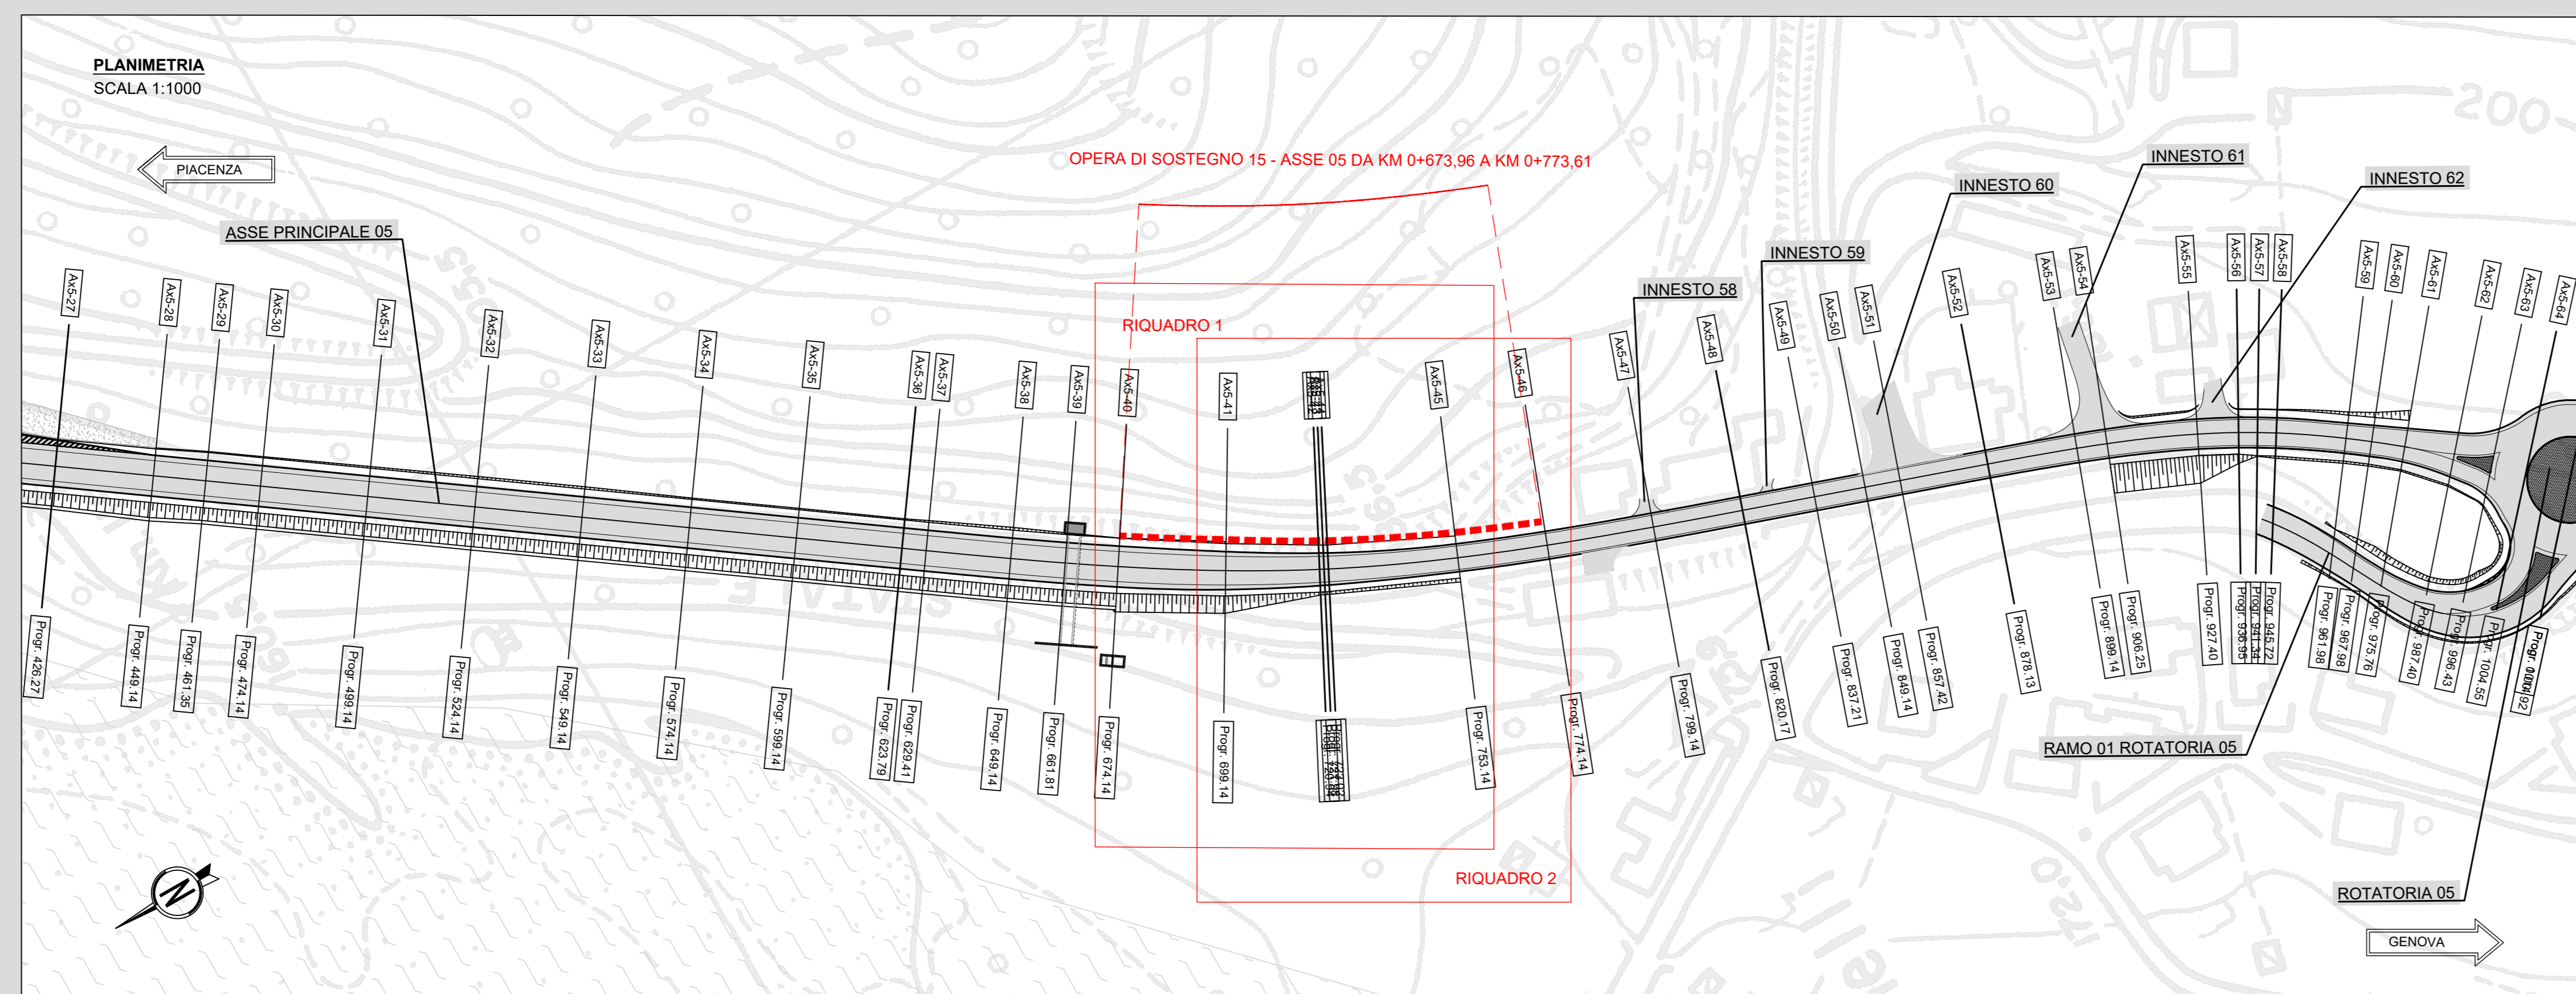 PLANIMETRIA
SCALA 1:1000
PIACENZA
OPERA DI SOSTEGNO 15 - ASSE 05 DA KM 0+673,96 A KM 0+773,61
ASSE PRINCIPALE 05
RIQUADRO 1
INNESTO 58
INNESTO 59
INNESTO 60
INNESTO 61
INNESTO 62
200
Ax5-27
Ax5-28
Ax5-29
Ax5-30
Ax5-31
Ax5-32
Ax5-33
Ax5-34
Ax5-35
Ax5-36
Ax5-37
Ax5-38
Ax5-39
Ax5-40
Ax5-41
Ax5-45
Ax5-46
Ax5-47
Ax5-48
Ax5-49
Ax5-50
Ax5-51
Ax5-52
Ax5-53
Ax5-54
Ax5-55
Ax5-56
Ax5-57
Ax5-58
Ax5-59
Ax5-60
Ax5-61
Ax5-62
Ax5-63
Ax5-64
Progr. 426.27
Progr. 449.14
Progr. 461.35
Progr. 474.14
Progr. 499.14
Progr. 524.14
Progr. 549.14
Progr. 574.14
Progr. 599.14
Progr. 623.79
Progr. 629.41
Progr. 649.14
Progr. 661.81
Progr. 674.14
Progr. 699.14
Progr. 753.14
Progr. 774.14
Progr. 799.14
Progr. 820.17
Progr. 837.21
Progr. 849.14
Progr. 857.42
Progr. 878.13
Progr. 899.14
Progr. 906.25
Progr. 927.40
Progr. 936.95
Progr. 941.34
Progr. 945.72
Progr. 961.98
Progr. 967.98
Progr. 975.76
Progr. 987.40
Progr. 996.43
Progr. 1004.55
RAMO 01 ROTATORIA 05
RIQUADRO 2
ROTATORIA 05
GENOVA
N
172.0